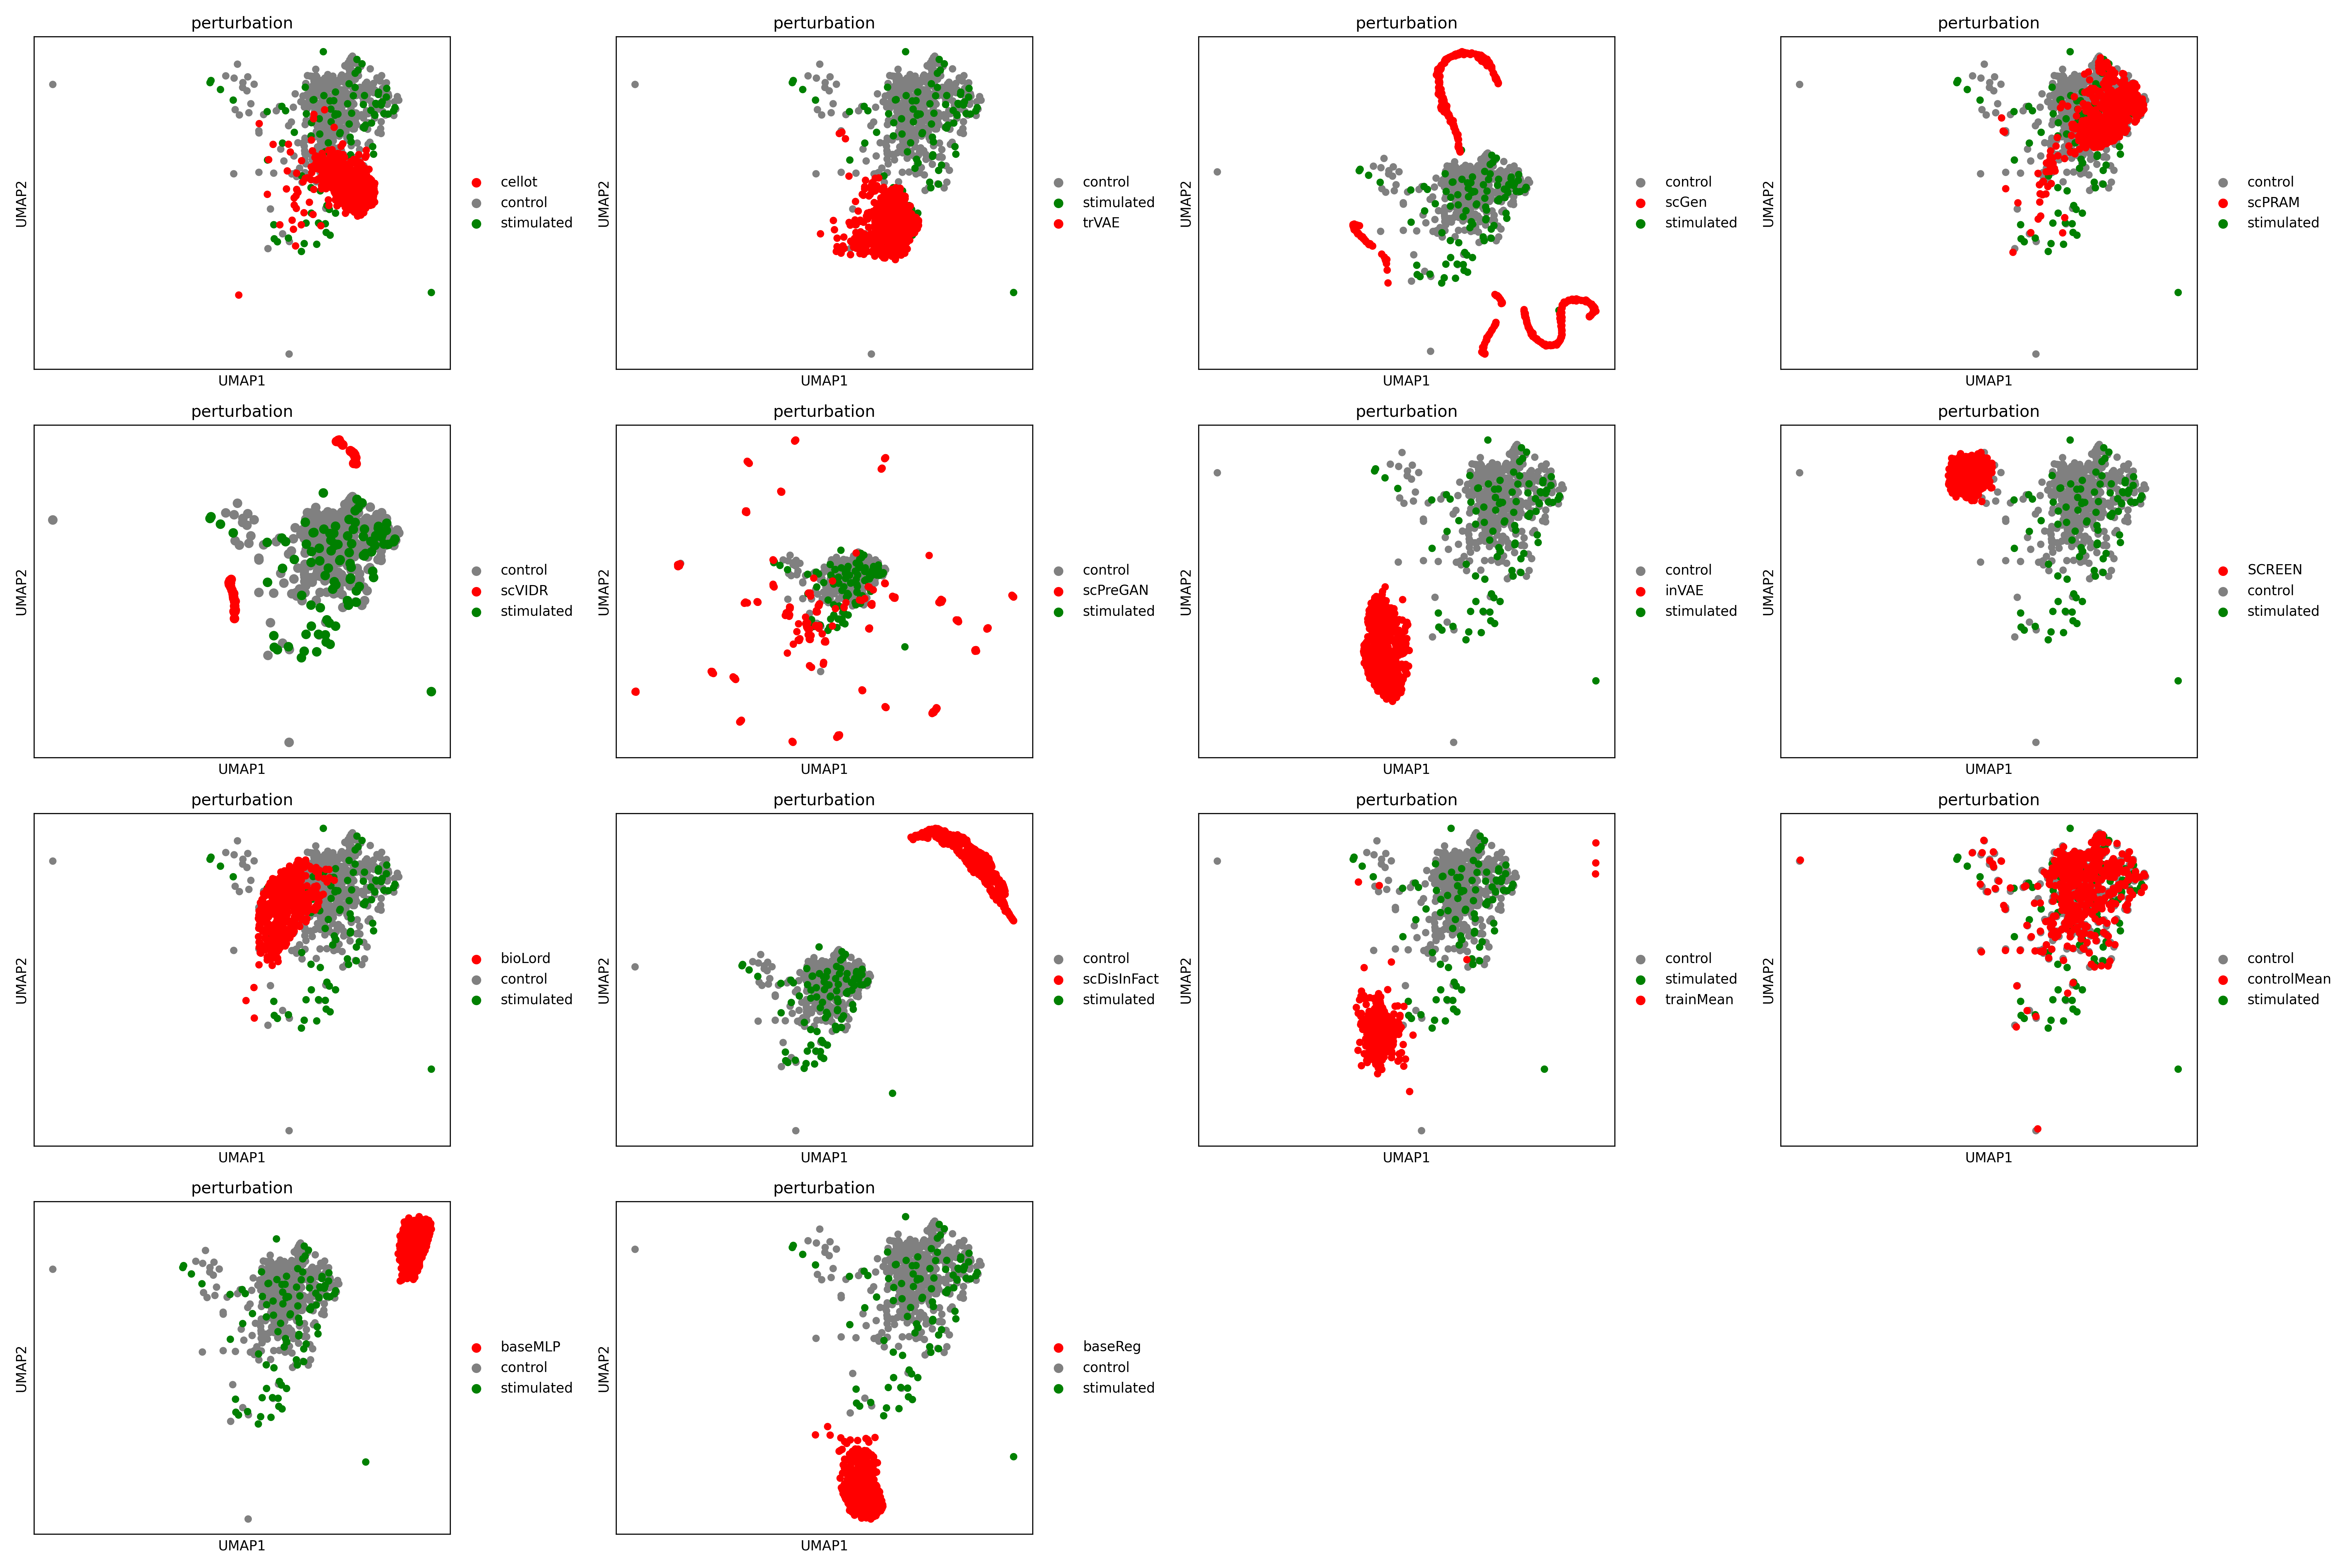 perturbation
UMAP2
UMAP1
cellot
control
stimulated
perturbation
UMAP2
UMAP1
control
stimulated
trVAE
perturbation
UMAP2
UMAP1
control
scGen
stimulated
perturbation
UMAP2
UMAP1
control
scPRAM
stimulated
perturbation
UMAP2
UMAP1
control
scVIDR
stimulated
perturbation
UMAP2
UMAP1
control
scPreGAN
stimulated
perturbation
UMAP2
UMAP1
control
inVAE
stimulated
perturbation
UMAP2
UMAP1
SCREEN
control
stimulated
perturbation
UMAP2
UMAP1
bioLord
control
stimulated
perturbation
UMAP2
UMAP1
control
scDisInFact
stimulated
perturbation
UMAP2
UMAP1
control
stimulated
trainMean
perturbation
UMAP2
UMAP1
control
controlMean
stimulated
perturbation
UMAP2
UMAP1
baseMLP
control
stimulated
perturbation
UMAP2
UMAP1
baseReg
control
stimulated